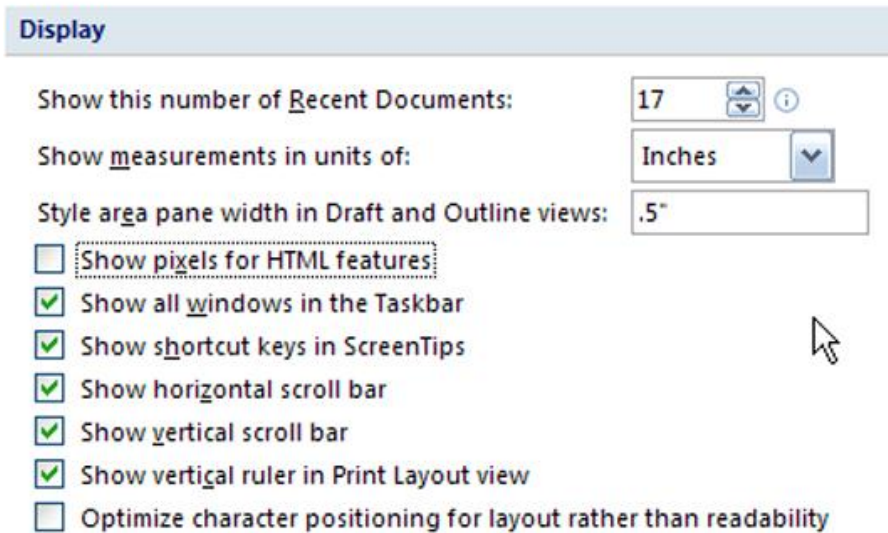 Display
Show this number of Recent Documents: 17
Show measurements in units of: Inches
Style area pane width in Draft and Outline views: .5"
Show pixels for HTML features
Show all windows in the Taskbar
Show shortcut keys in ScreenTips
Show horizontal scroll bar
Show vertical scroll bar
Show vertical ruler in Print Layout view
Optimize character positioning for layout rather than readability